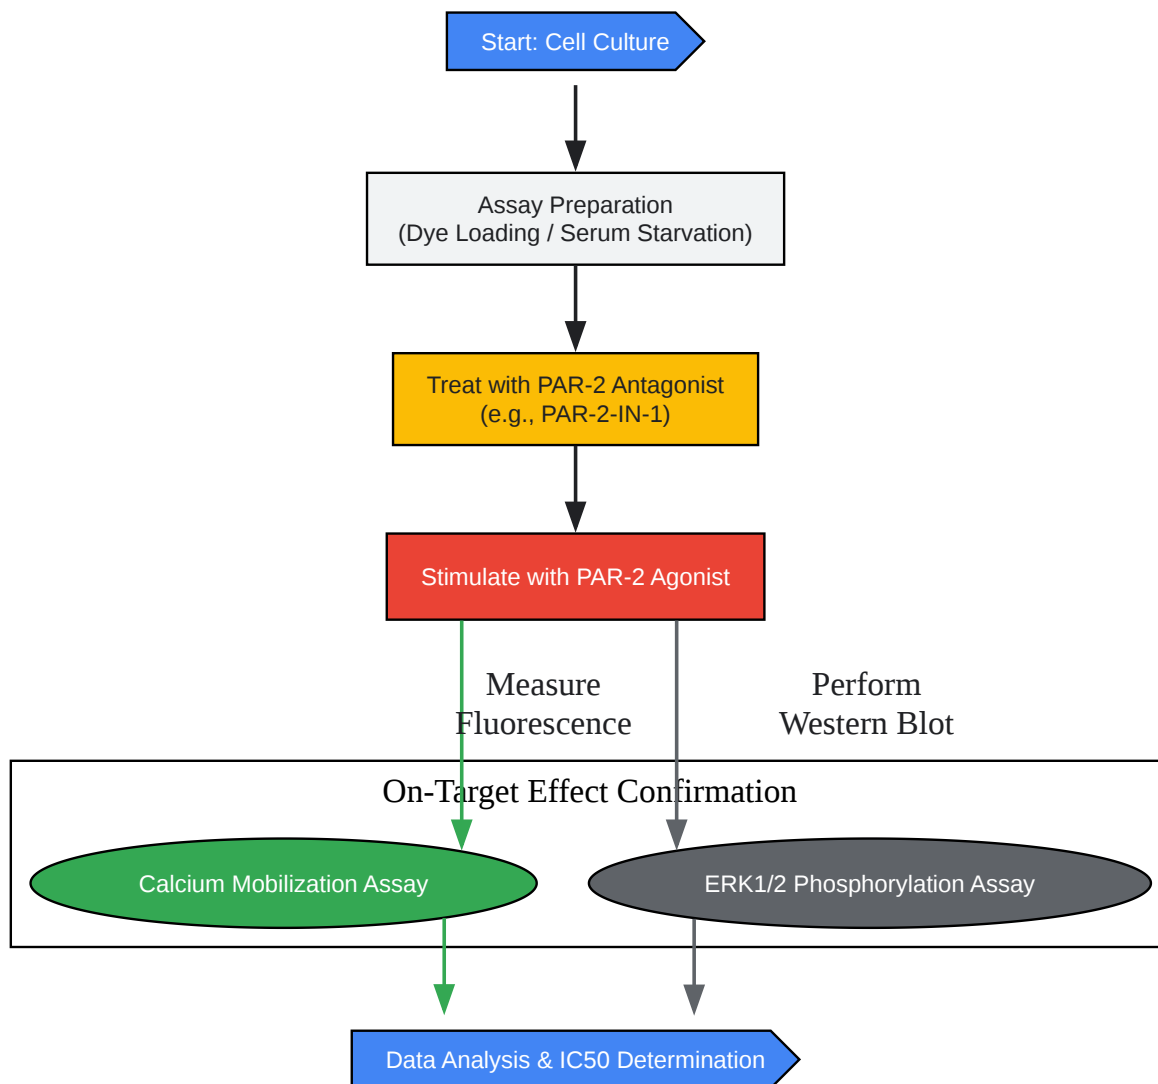 Start: Cell Culture
Assay Preparation
(Dye Loading / Serum Starvation)
Treat with PAR-2 Antagonist
(e.g., PAR-2-IN-1)
Stimulate with PAR-2 Agonist
Measure
Fluorescence
Perform
Western Blot
On-Target Effect Confirmation
Calcium Mobilization Assay
ERK1/2 Phosphorylation Assay
Data Analysis & IC50 Determination